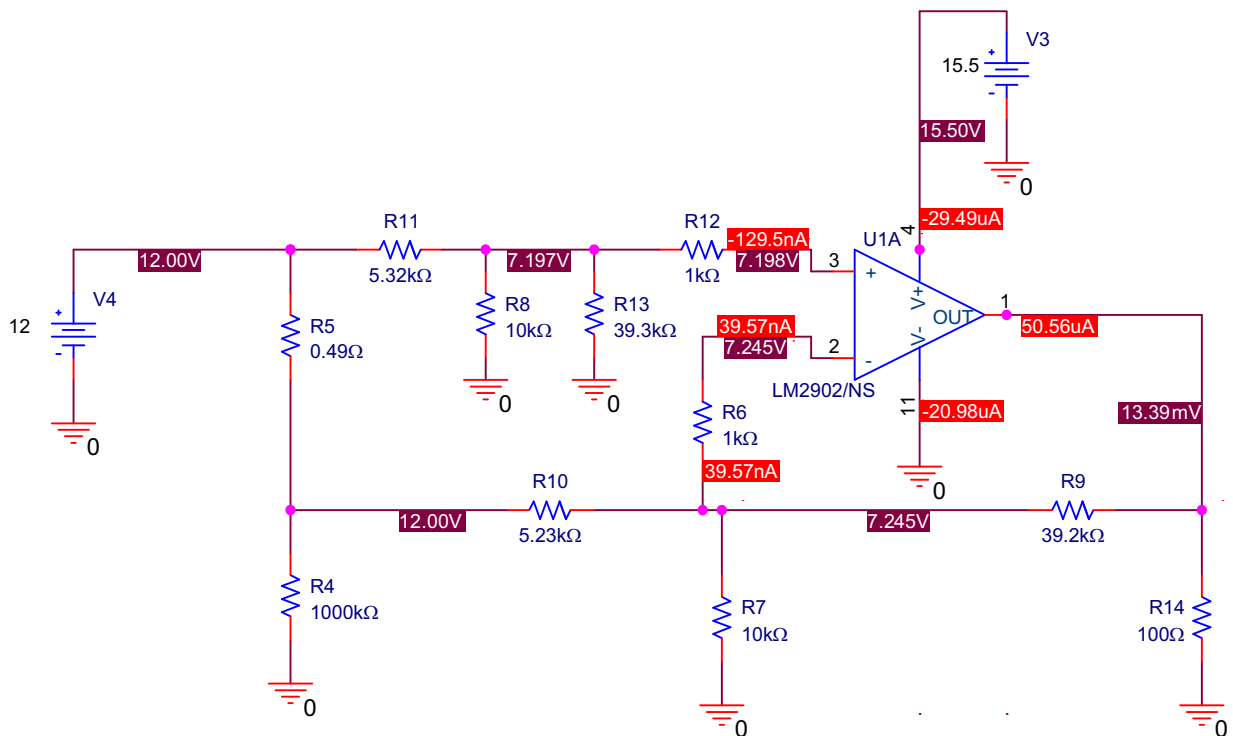 V3
15.5
15.50V
0
-29.49uA
4
R11
5.32kΩ
R12
1kΩ
-129.5nA
7.198V
U1A
12.00V
7.197V
3
+
V+
V4
12
R8
10kΩ
R13
39.3kΩ
R5
0.49Ω
OUT
1
50.56uA
39.57nA
7.245V
2
-
V-
LM2902/NS
11
-20.98uA
0
0
0
0
R6
1kΩ
39.57nA
13.39mV
R10
5.23kΩ
12.00V
7.245V
R9
39.2kΩ
R4
1000kΩ
R7
10kΩ
R14
100Ω
0
0
0